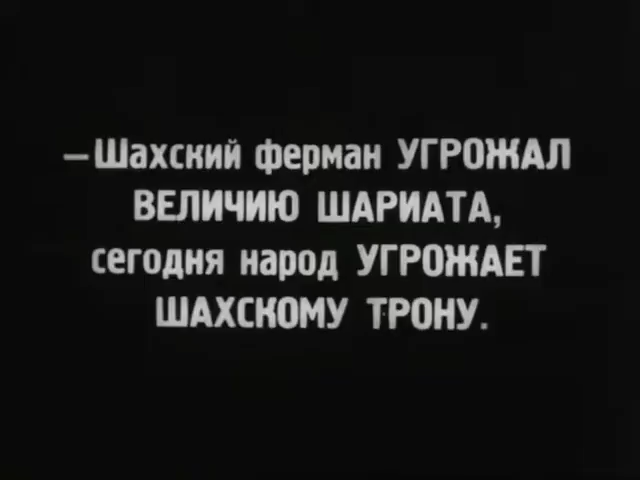 –Шахский ферман УГРОЖАЛ
ВЕЛИЧИЮ ШАРИАТА,
сегодня народ УГРОЖАЕТ
ШАХСКОМУ ТРОНУ.